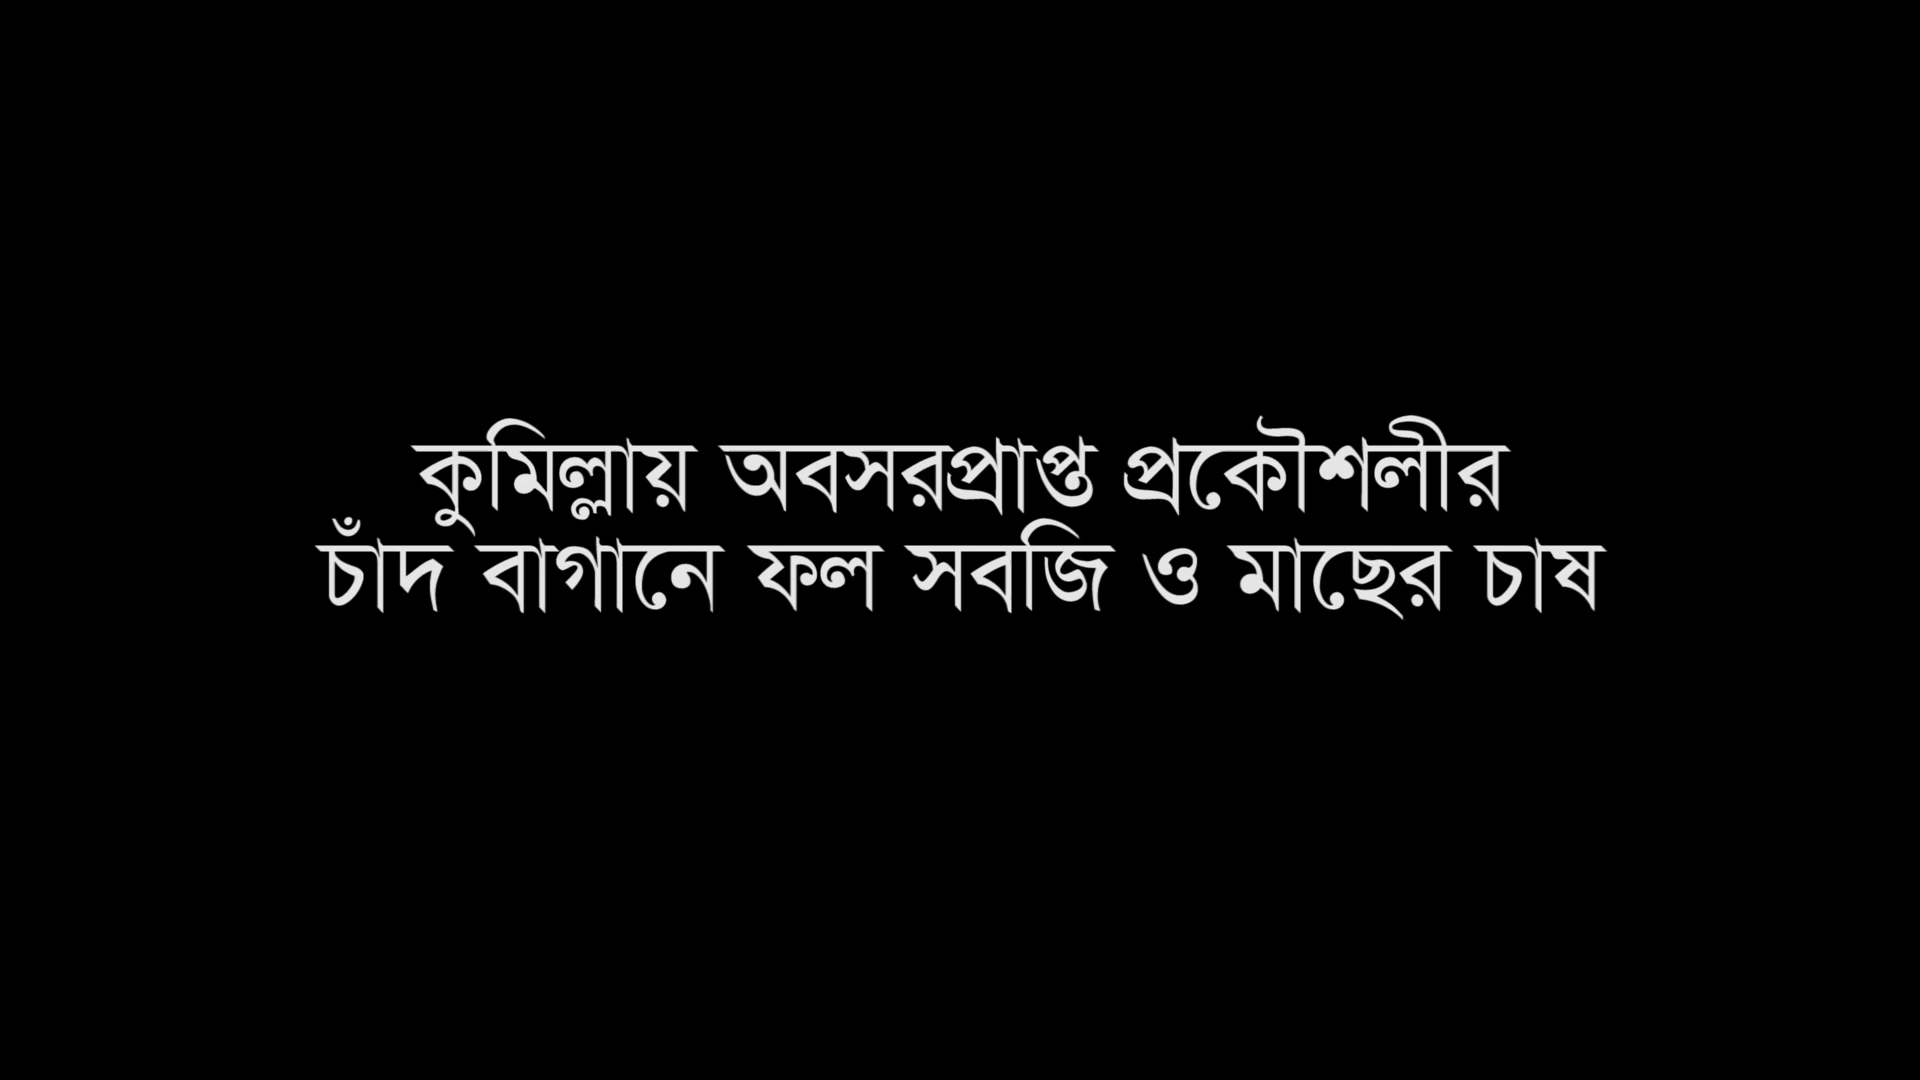 কুমিল্লায় অবসরপ্রাপ্ত প্রকৌশলীর
চাঁদ বাগানে ফল সবজি ও মাছের চাষ